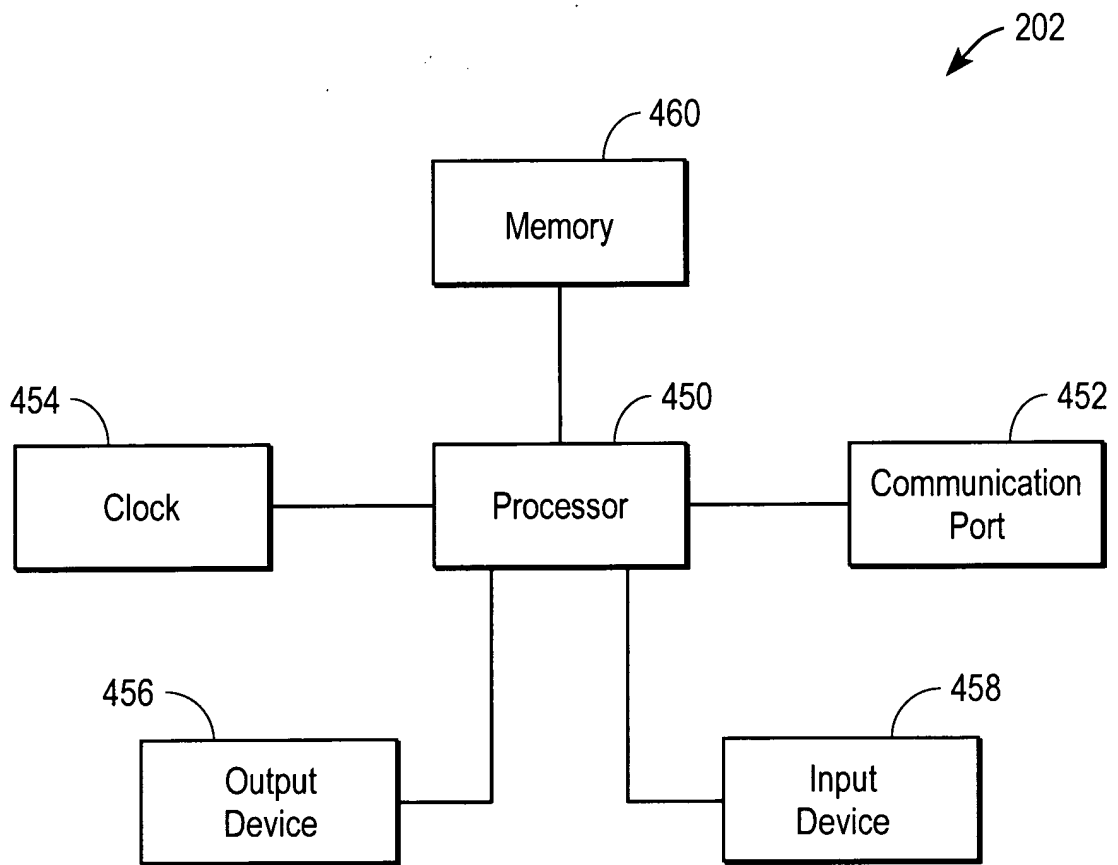 202
460
Memory
454
450
452
Clock
Processor
Communication
Port
456
458
Output
Device
Input
Device